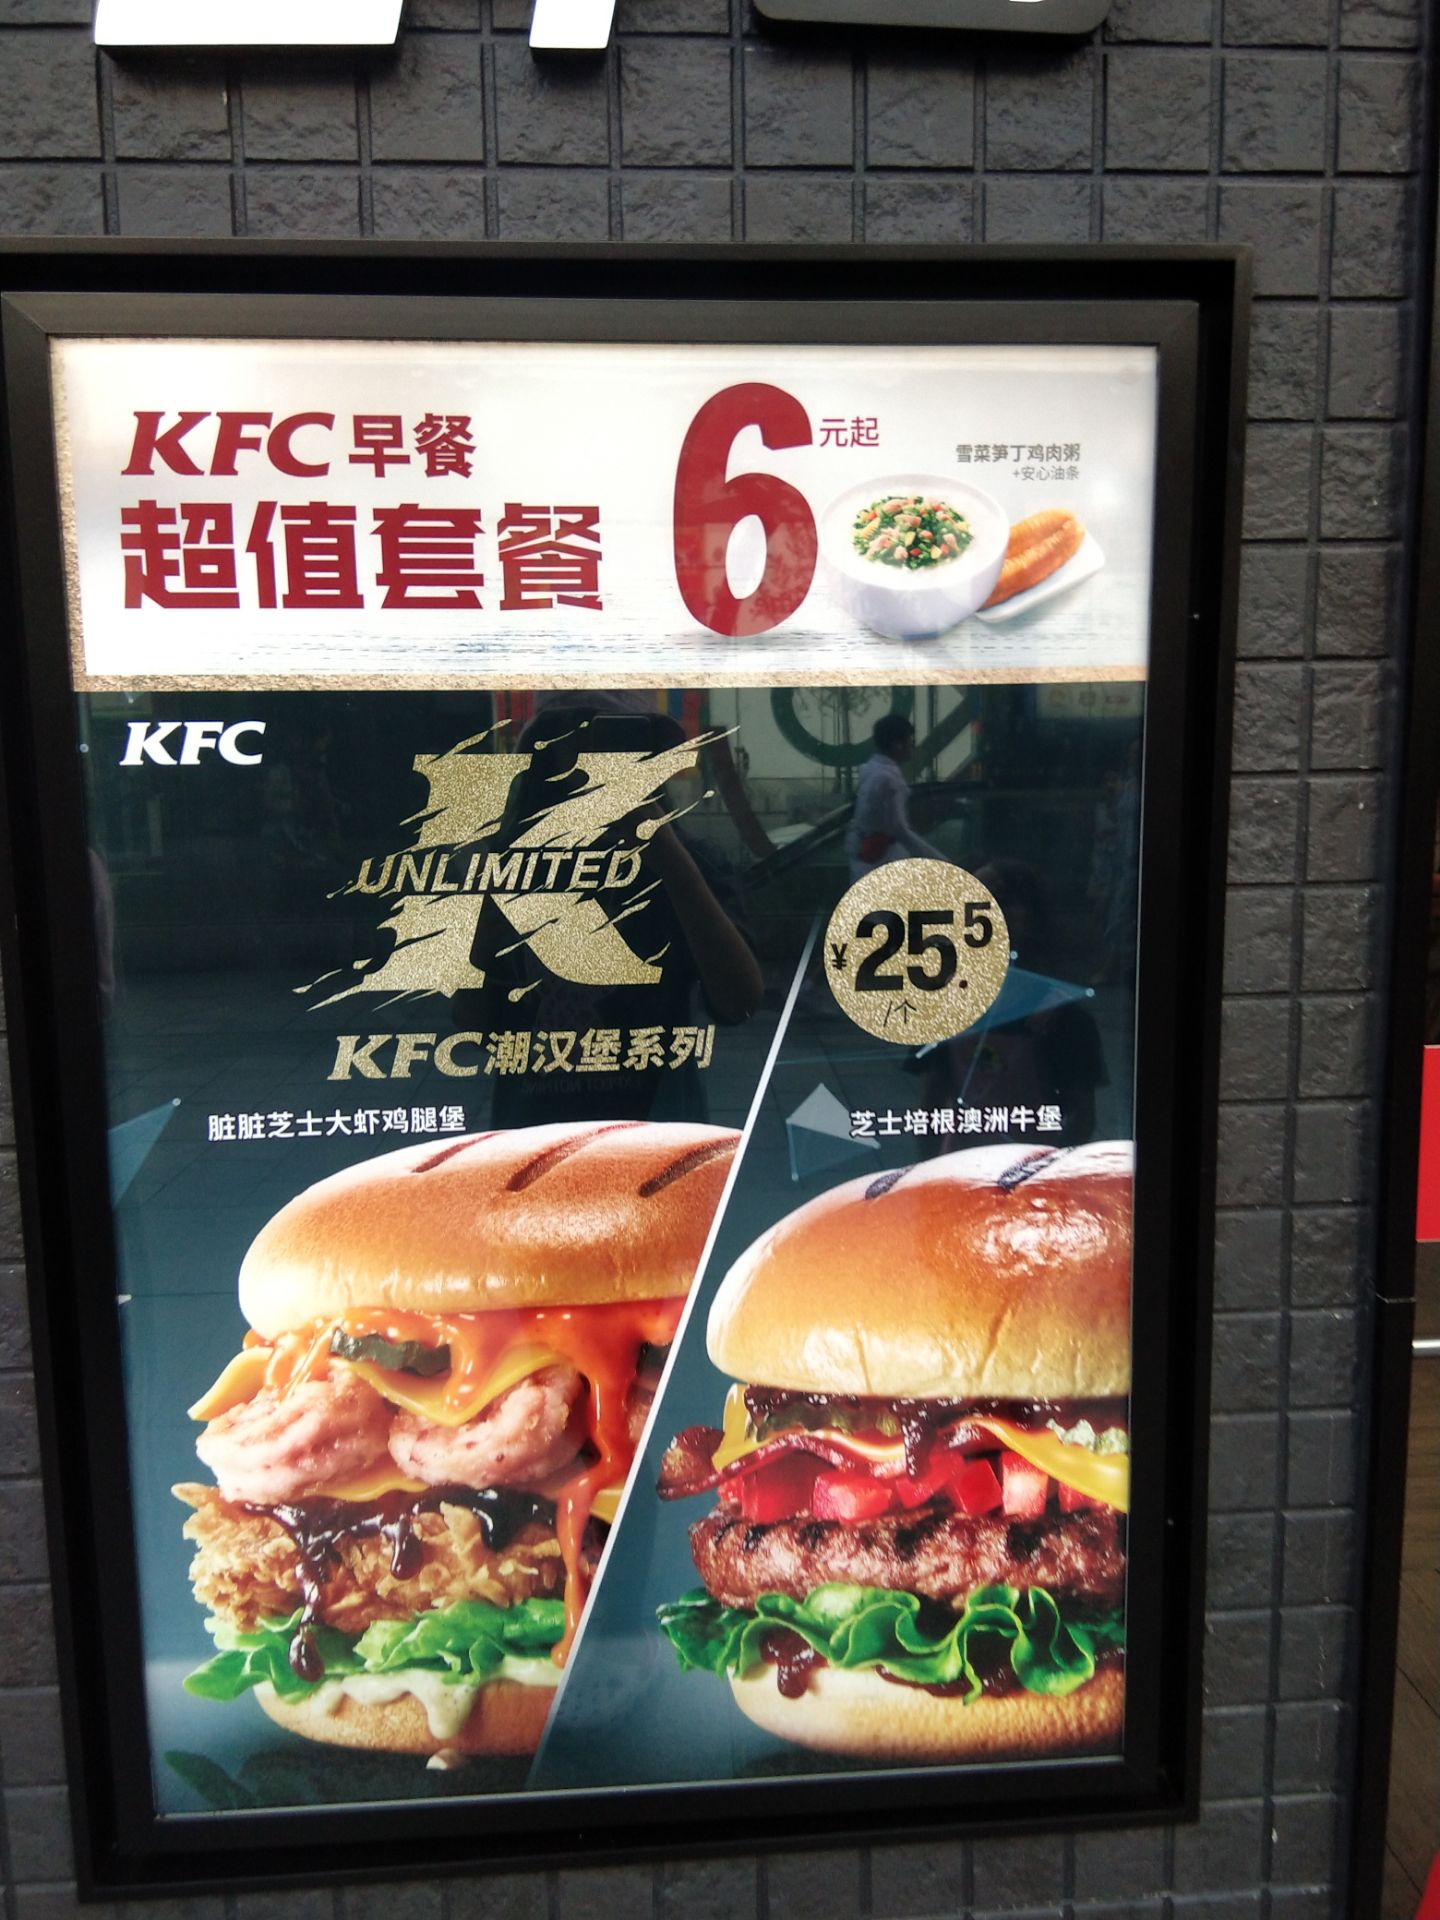 KFC早餐
超值套餐
6元起
雪菜笋丁鸡肉粥
+安心油条
KFC
K
UNLIMITED
¥25.5
/个
KFC潮汉堡系列
脏脏芝士大虾鸡腿堡
芝士培根澳洲牛堡